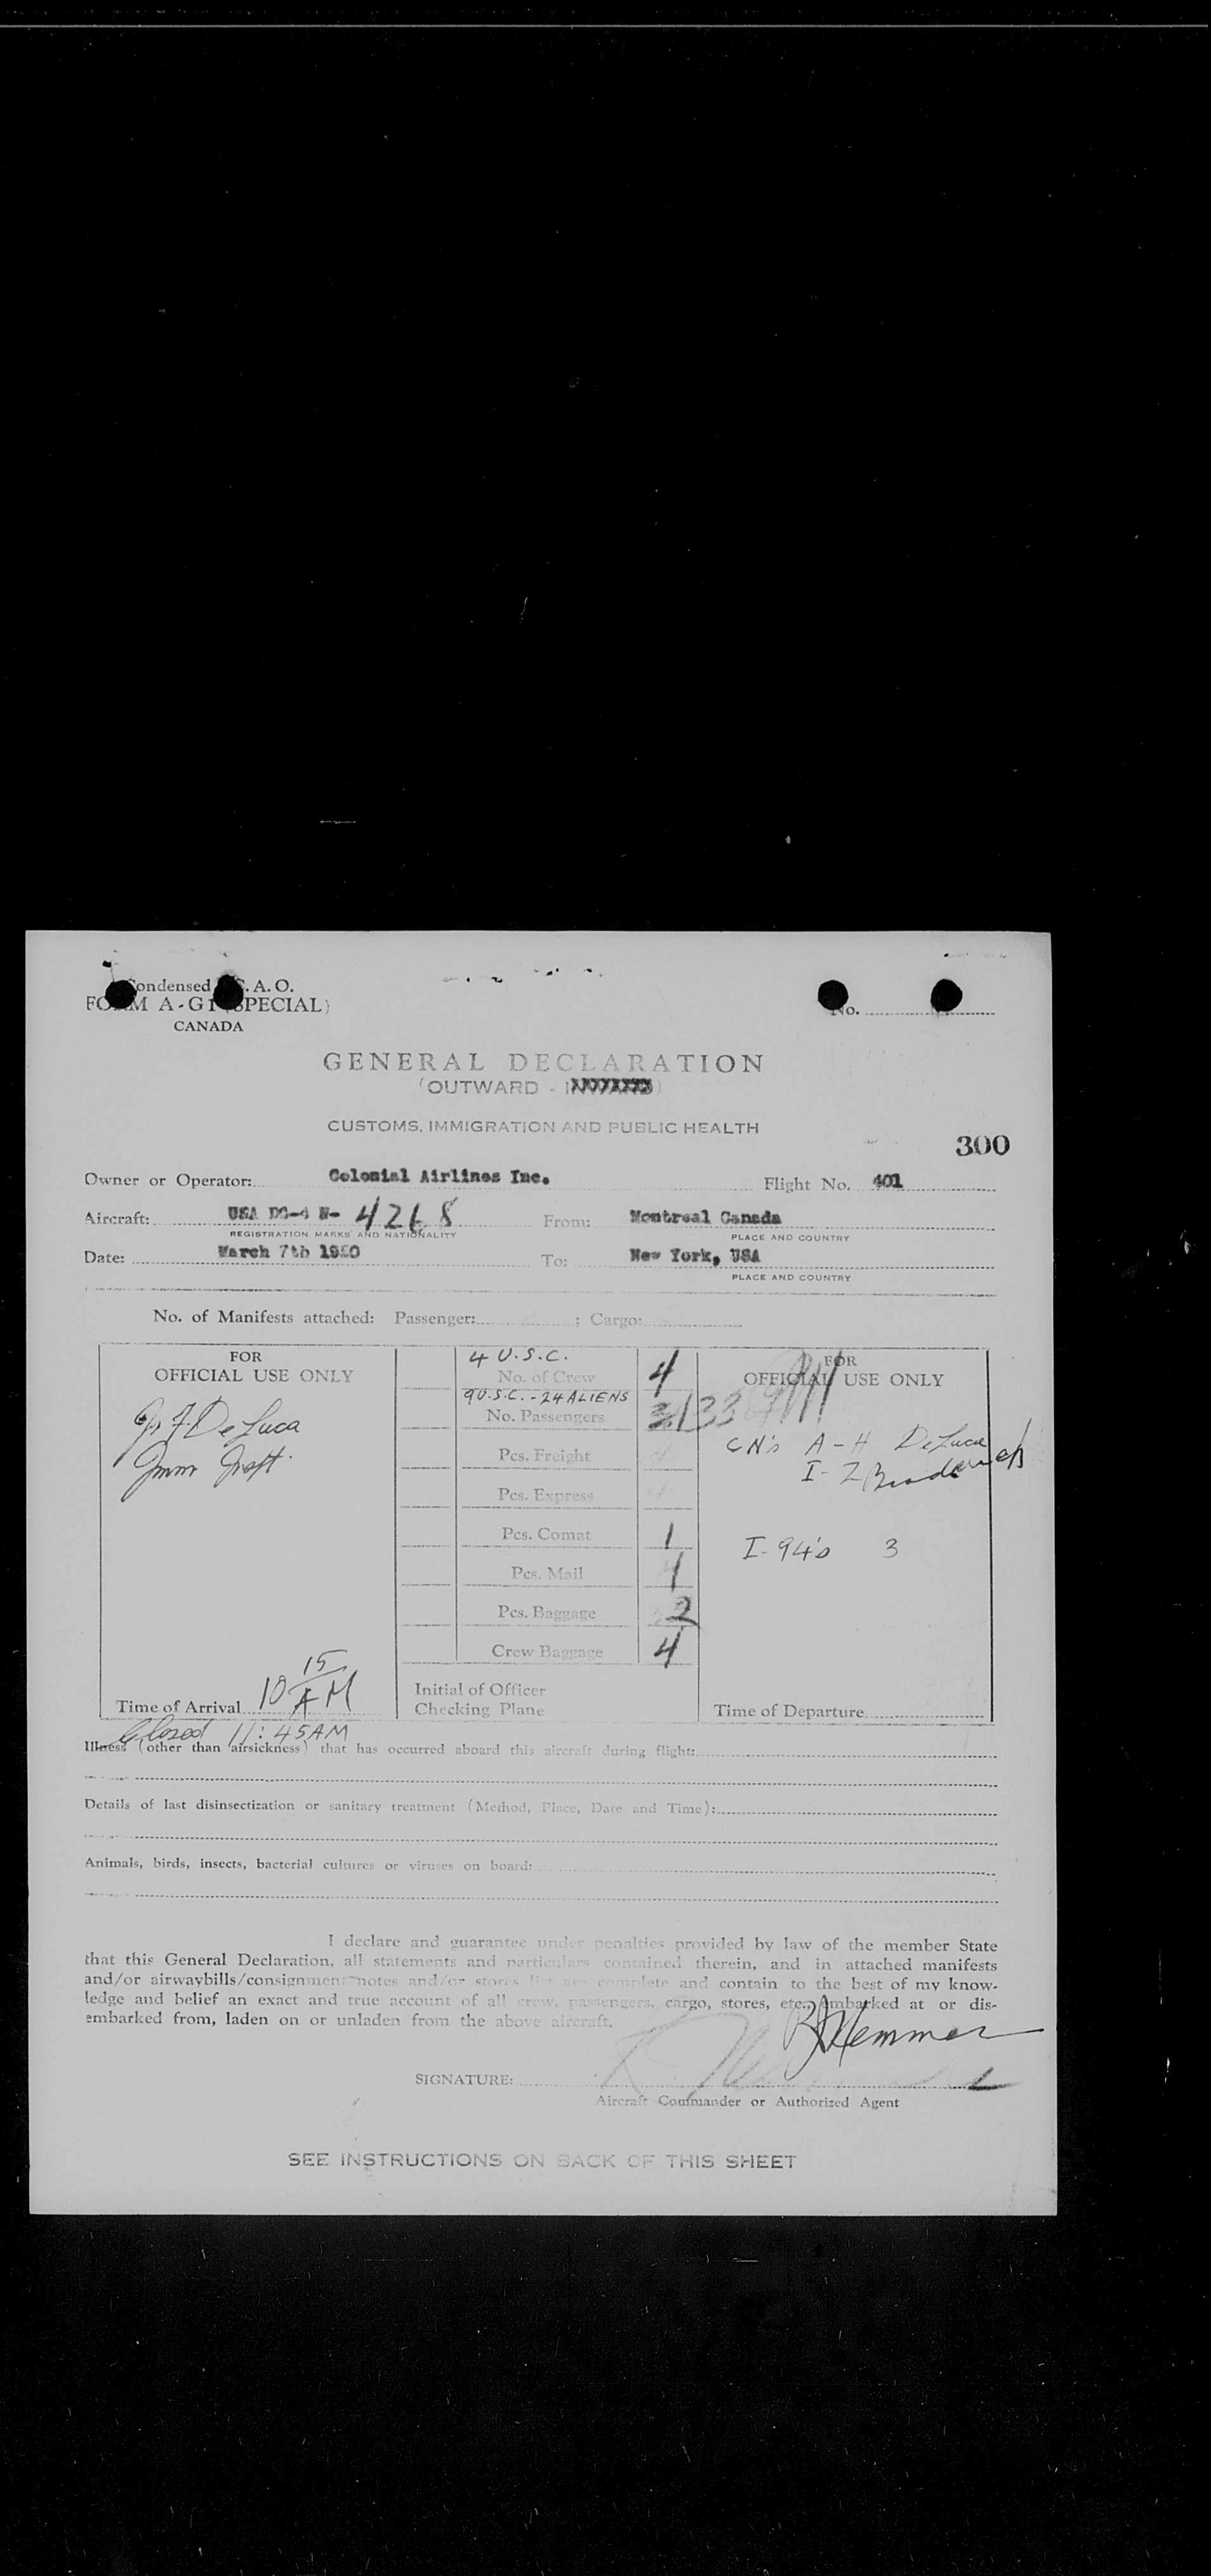 Condensed I.C.A.O.
FORM A-G1 (SPECIAL)
CANADA
No.
GENERAL DECLARATION
(OUTWARD - INWARD)
CUSTOMS, IMMIGRATION AND PUBLIC HEALTH
300
Owner or Operator: Colonial Airlines Inc. Flight No. 401
Aircraft: USA DC-4 N- 4268 From: Montreal Canada
REGISTRATION MARKS AND NATIONALITY PLACE AND COUNTRY
Date: March 7th 1950 To: New York, USA
PLACE AND COUNTRY
No. of Manifests attached: Passenger: ; Cargo:
FOR
OFFICIAL USE ONLY
DeLuca
Imm Inspt.
Time of Arrival 10 15 AM
Closed 11:45 AM
4 U.S.C.
No. of Crew 4
9 U.S.C. - 24 ALIENS
No. Passengers 33
Pcs. Freight
Pcs. Express
Pcs. Comat 1
Pcs. Mail 1
Pcs. Baggage 2
Crew Baggage 4
Initial of Officer
Checking Plane
FOR
OFFICIAL USE ONLY
CN's A-H DeLuca
I-Z
I-94's 3
Time of Departure
Illness (other than airsickness) that has occurred aboard this aircraft during flight:
Details of last disinsectization or sanitary treatment (Method, Place, Date and Time):
Animals, birds, insects, bacterial cultures or viruses on board:
I declare and guarantee under penalties provided by law of the member State
that this General Declaration, all statements and particulars contained therein, and in attached manifests
and/or airwaybills/consignment notes and/or stores list are complete and contain to the best of my know-
ledge and belief an exact and true account of all crew, passengers, cargo, stores, etc., embarked at or dis-
embarked from, laden on or unladen from the above aircraft.
SIGNATURE:
Aircraft Commander or Authorized Agent
SEE INSTRUCTIONS ON BACK OF THIS SHEET